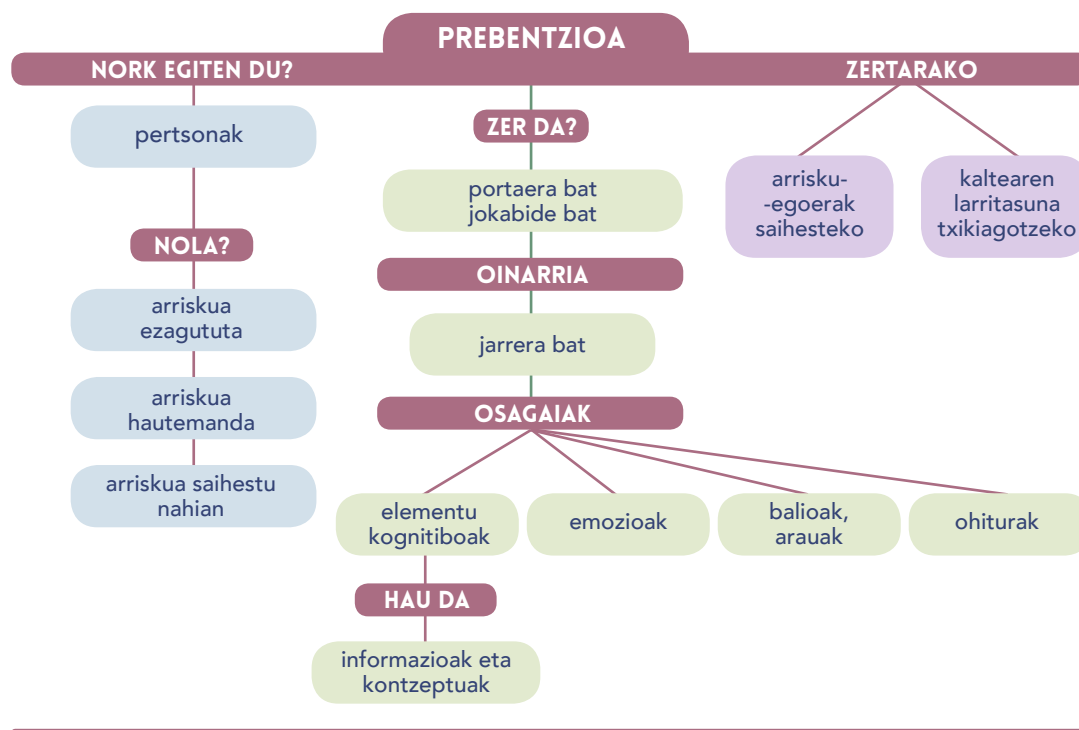 PREBENTZIOA
NORK EGITEN DU?
pertsonak
NOLA?
arriskua
ezagututa
arriskua
hautemanda
arriskua saihestu
nahian
ZER DA?
portaera bat
jokabide bat
OINARRIA
jarrera bat
OSAGAIAK
elementu
kognitiboak
emozioak
balioak,
arauak
ohiturak
HAU DA
informazioak eta
kontzeptuak
ZERTARAKO
arrisku-
-egoerak
saihesteko
kaltearen
larritasuna
txikiagotzeko